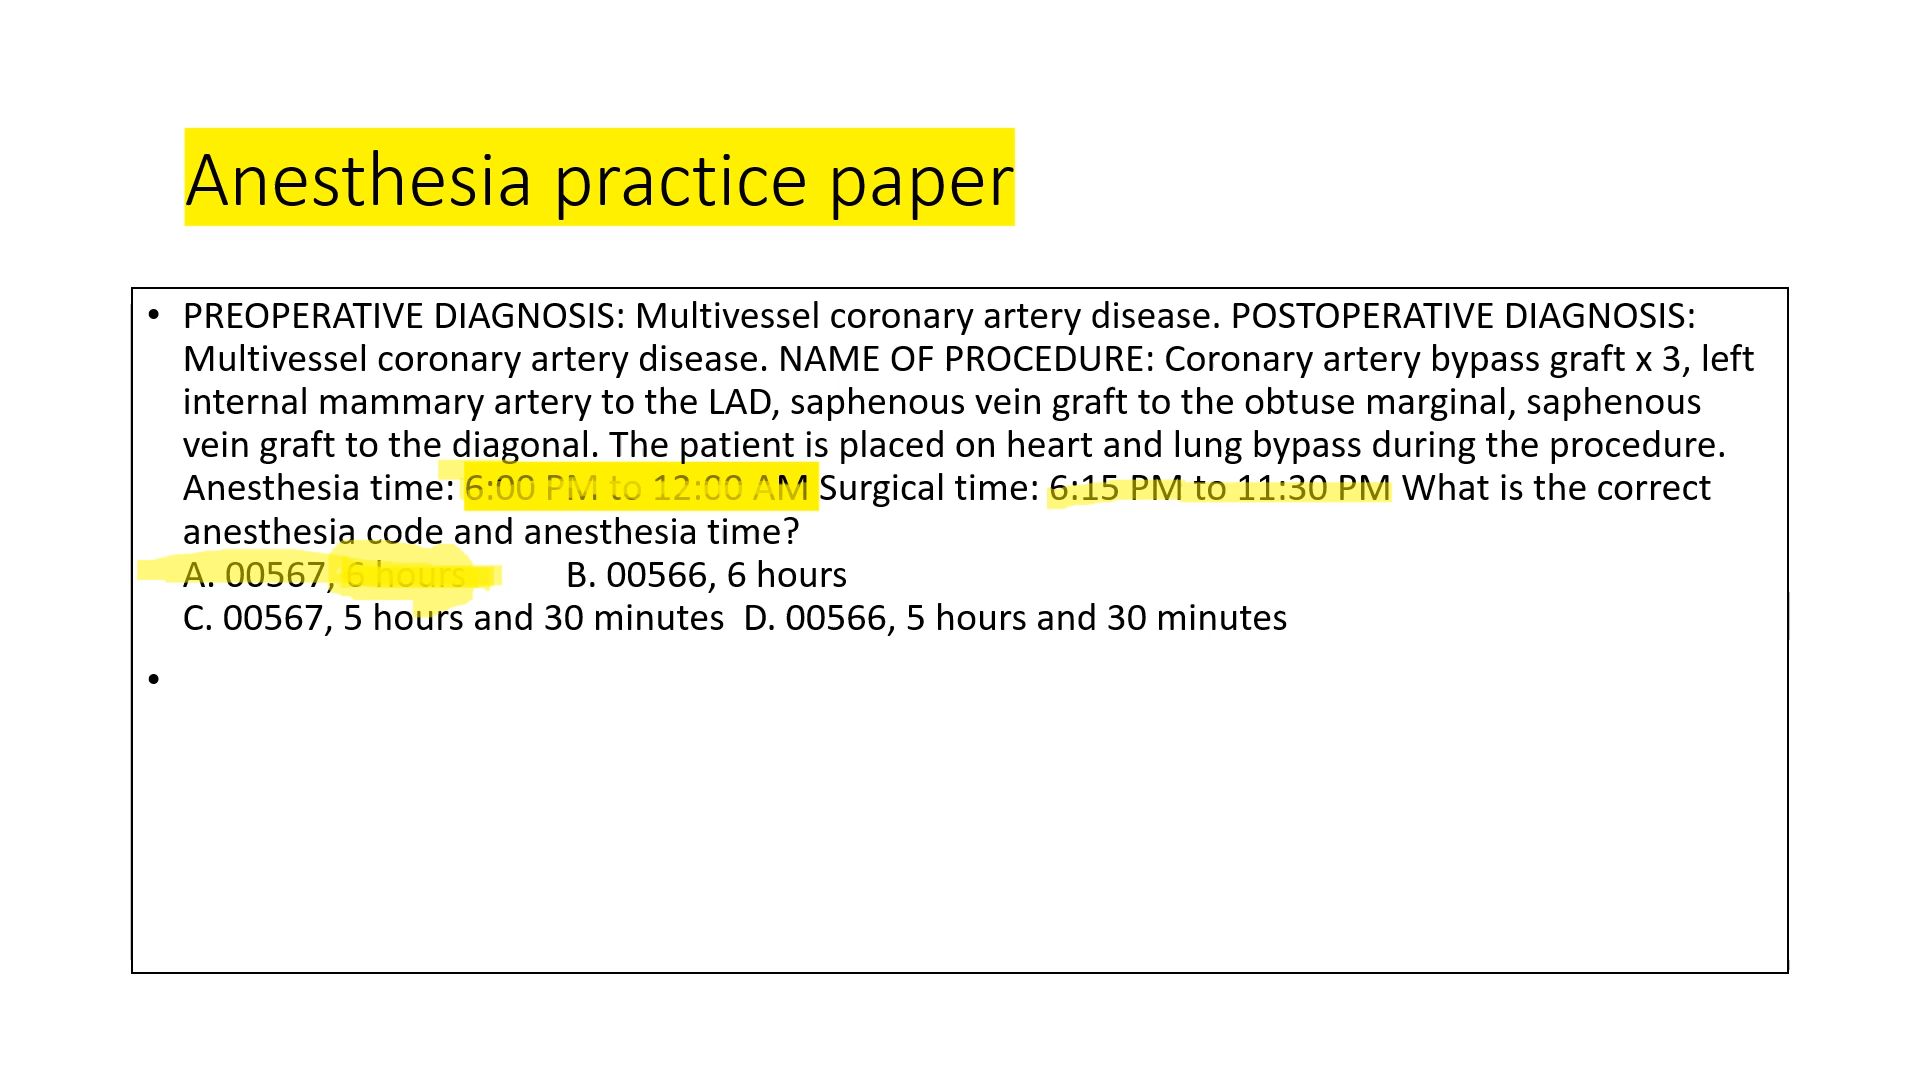 Anesthesia practice paper
• PREOPERATIVE DIAGNOSIS: Multivessel coronary artery disease. POSTOPERATIVE DIAGNOSIS:
Multivessel coronary artery disease. NAME OF PROCEDURE: Coronary artery bypass graft x 3, left
internal mammary artery to the LAD, saphenous vein graft to the obtuse marginal, saphenous
vein graft to the diagonal. The patient is placed on heart and lung bypass during the procedure.
Anesthesia time: 6:00 PM to 12:00 AM Surgical time: 6:15 PM to 11:30 PM What is the correct
anesthesia code and anesthesia time?
A. 00567, 6 hours B. 00566, 6 hours
C. 00567, 5 hours and 30 minutes D. 00566, 5 hours and 30 minutes
•